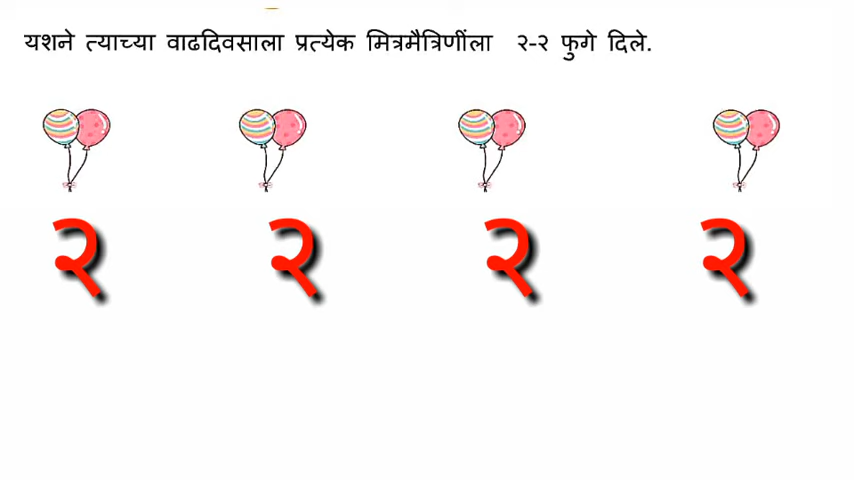 यशने त्याच्या वाढदिवसाला प्रत्येक मित्रमैत्रिणींला २-२ फुगे दिले.
२ २ २ २